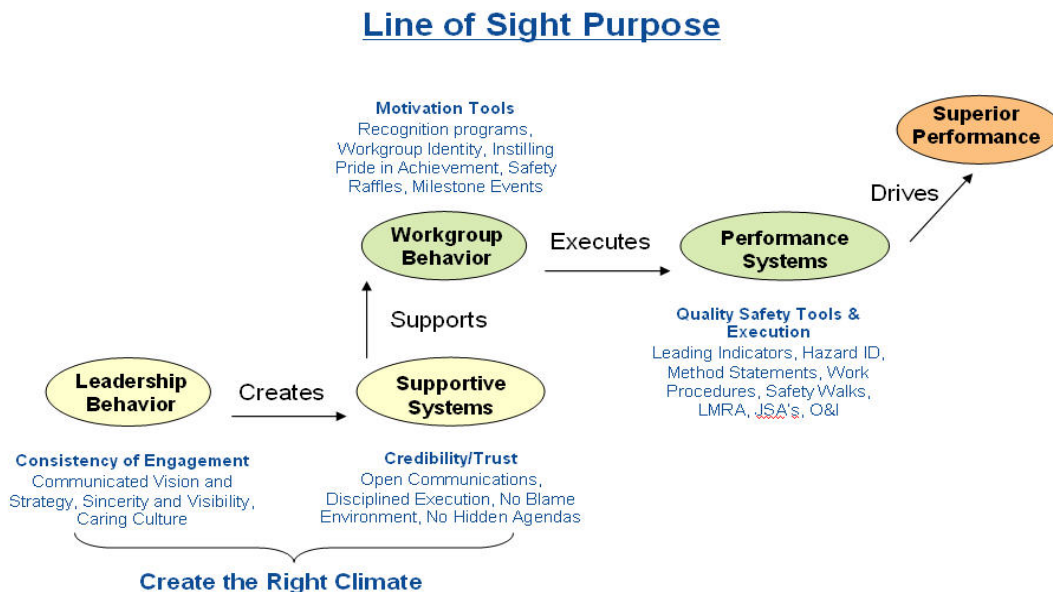 Line of Sight Purpose
Motivation Tools
Recognition programs,
Workgroup Identity, Instilling
Pride in Achievement, Safety
Raffles, Milestone Events
Superior
Performance
Drives
Workgroup
Behavior
Executes
Performance
Systems
Supports
Quality Safety Tools &
Execution
Leading Indicators, Hazard ID,
Method Statements, Work
Procedures, Safety Walks,
LMRA, JSA's, O&I
Leadership
Behavior
Creates
Supportive
Systems
Consistency of Engagement
Communicated Vision and
Strategy, Sincerity and Visibility,
Caring Culture
Credibility/Trust
Open Communications,
Disciplined Execution, No Blame
Environment, No Hidden Agendas
Create the Right Climate